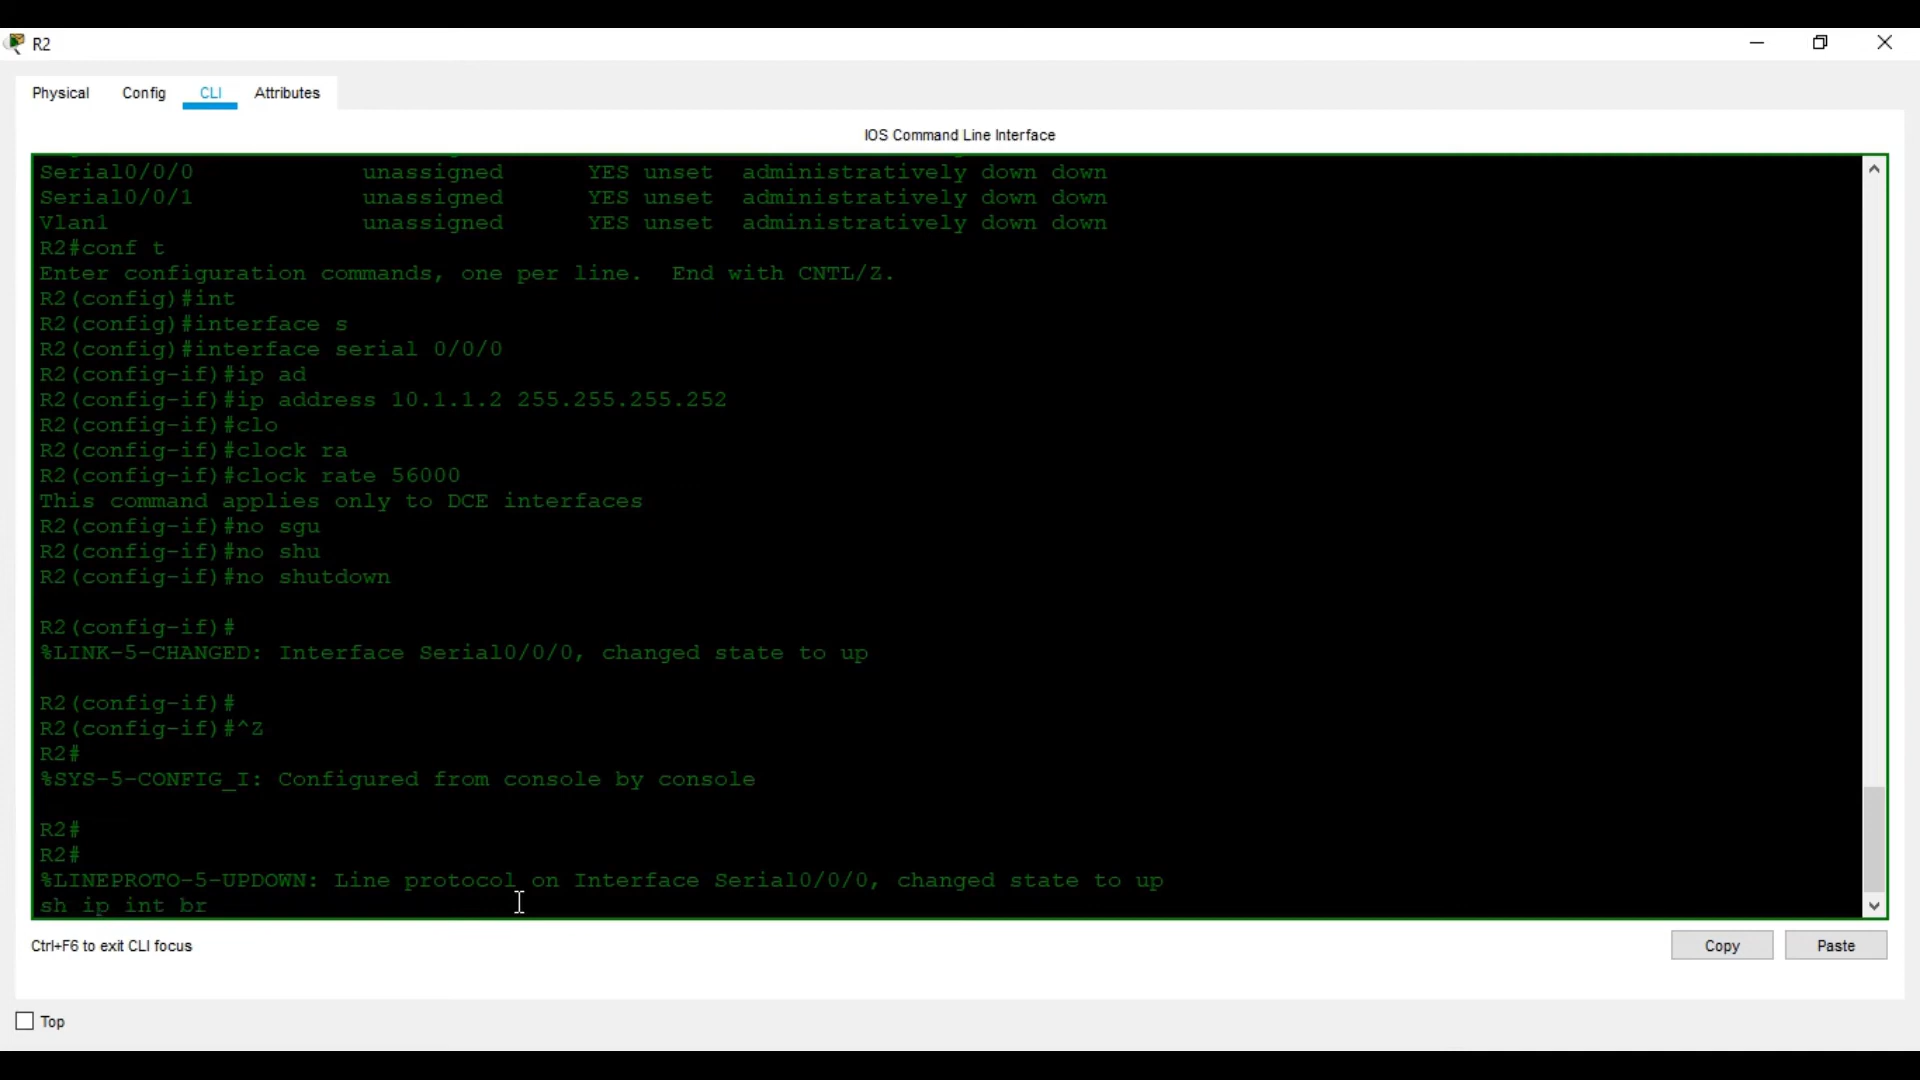 R2
Physical Config CLI Attributes
IOS Command Line Interface
Serial0/0/0 unassigned YES unset administratively down down
Serial0/0/1 unassigned YES unset administratively down down
Vlan1 unassigned YES unset administratively down down
R2#conf t
Enter configuration commands, one per line. End with CNTL/Z.
R2(config)#int
R2(config)#interface s
R2(config)#interface serial 0/0/0
R2(config-if)#ip ad
R2(config-if)#ip address 10.1.1.2 255.255.255.252
R2(config-if)#clo
R2(config-if)#clock ra
R2(config-if)#clock rate 56000
This command applies only to DCE interfaces
R2(config-if)#no sgu
R2(config-if)#no shu
R2(config-if)#no shutdown
R2(config-if)#
%LINK-5-CHANGED: Interface Serial0/0/0, changed state to up
R2(config-if)#
R2(config-if)#^Z
R2#
%SYS-5-CONFIG_I: Configured from console by console
R2#
R2#
%LINEPROTO-5-UPDOWN: Line protocol on Interface Serial0/0/0, changed state to up
sh ip int br
Ctrl+F6 to exit CLI focus
Copy Paste
Top